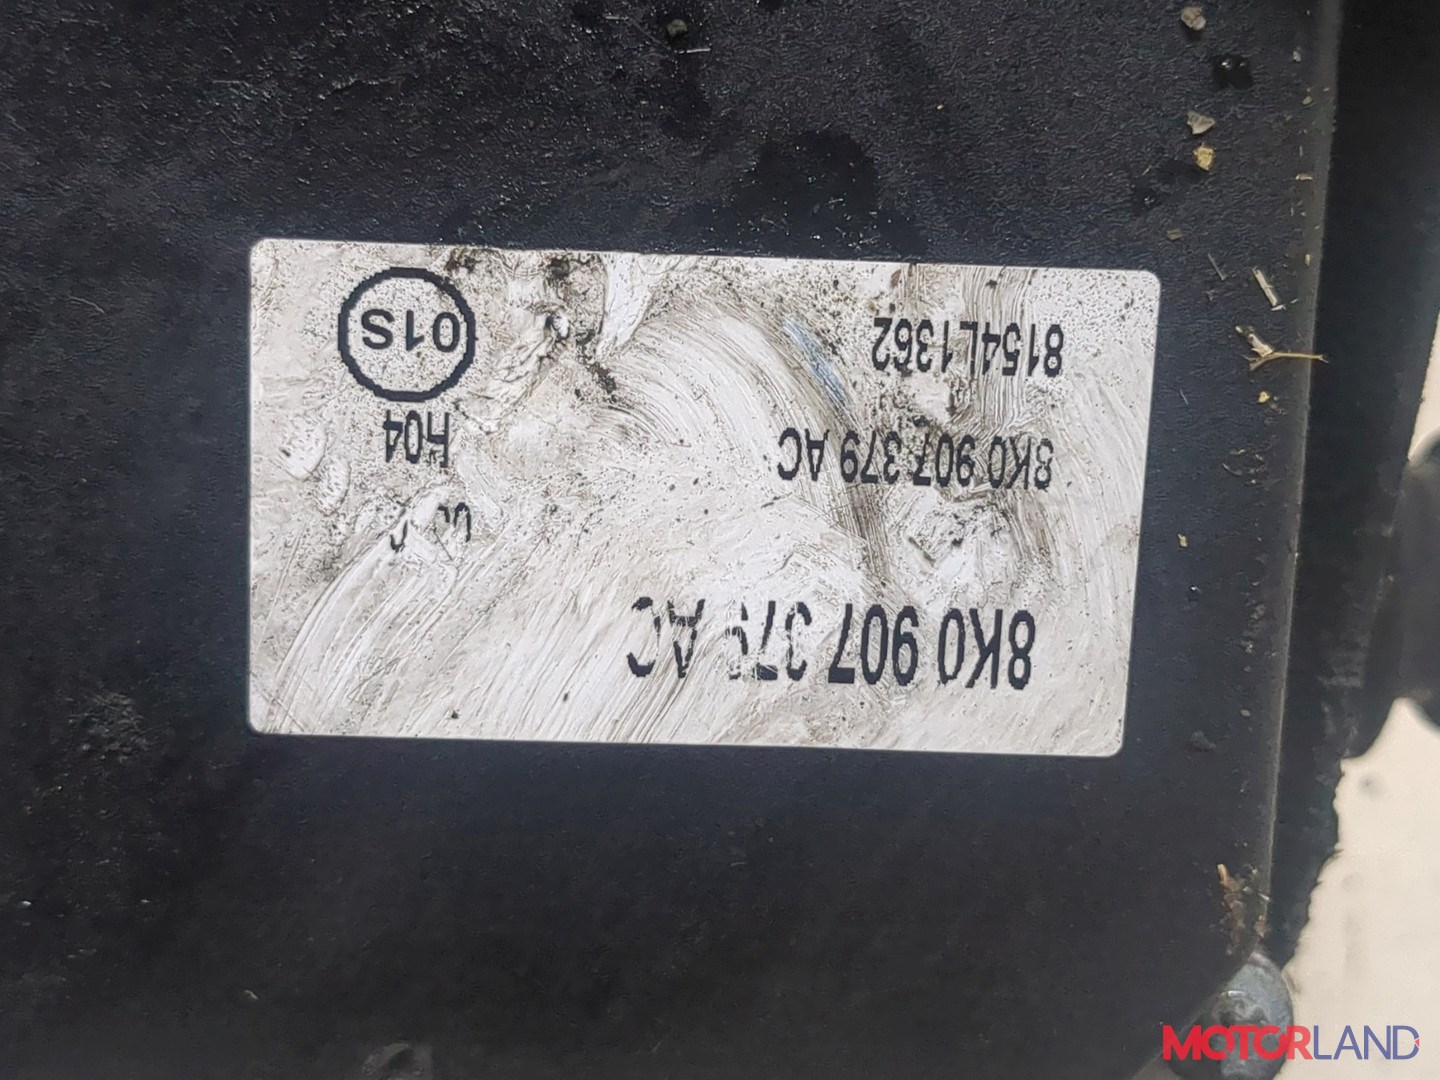 8K0 907 379 AC
8K0 907 379 AC
H04
8154L1362
01S
MOTORLAND